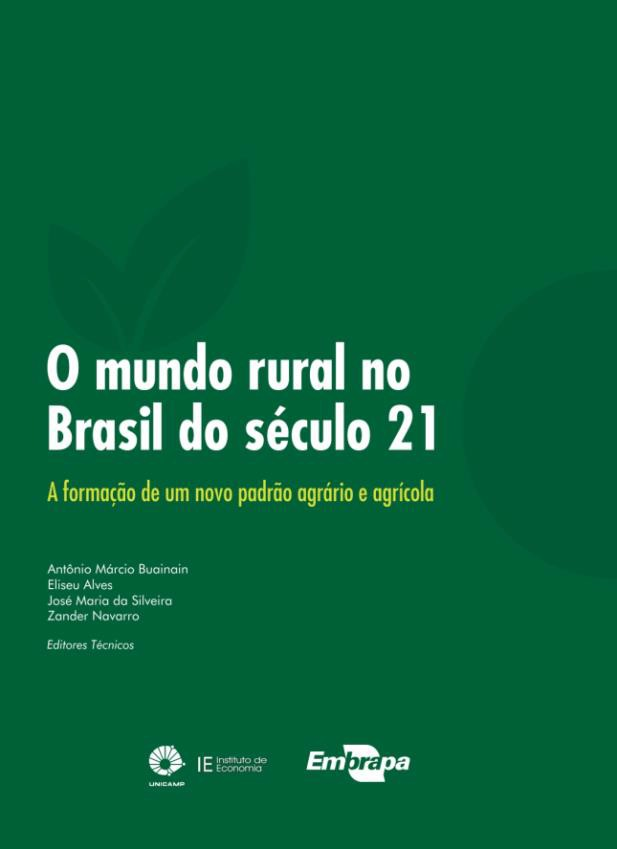 O mundo rural no
Brasil do século 21
A formação de um novo padrão agrário e agrícola
Antônio Márcio Buainain
Eliseu Alves
José Maria da Silveira
Zander Navarro
Editores Técnicos
UNICAMP
IE Instituto de
Economia
Embrapa